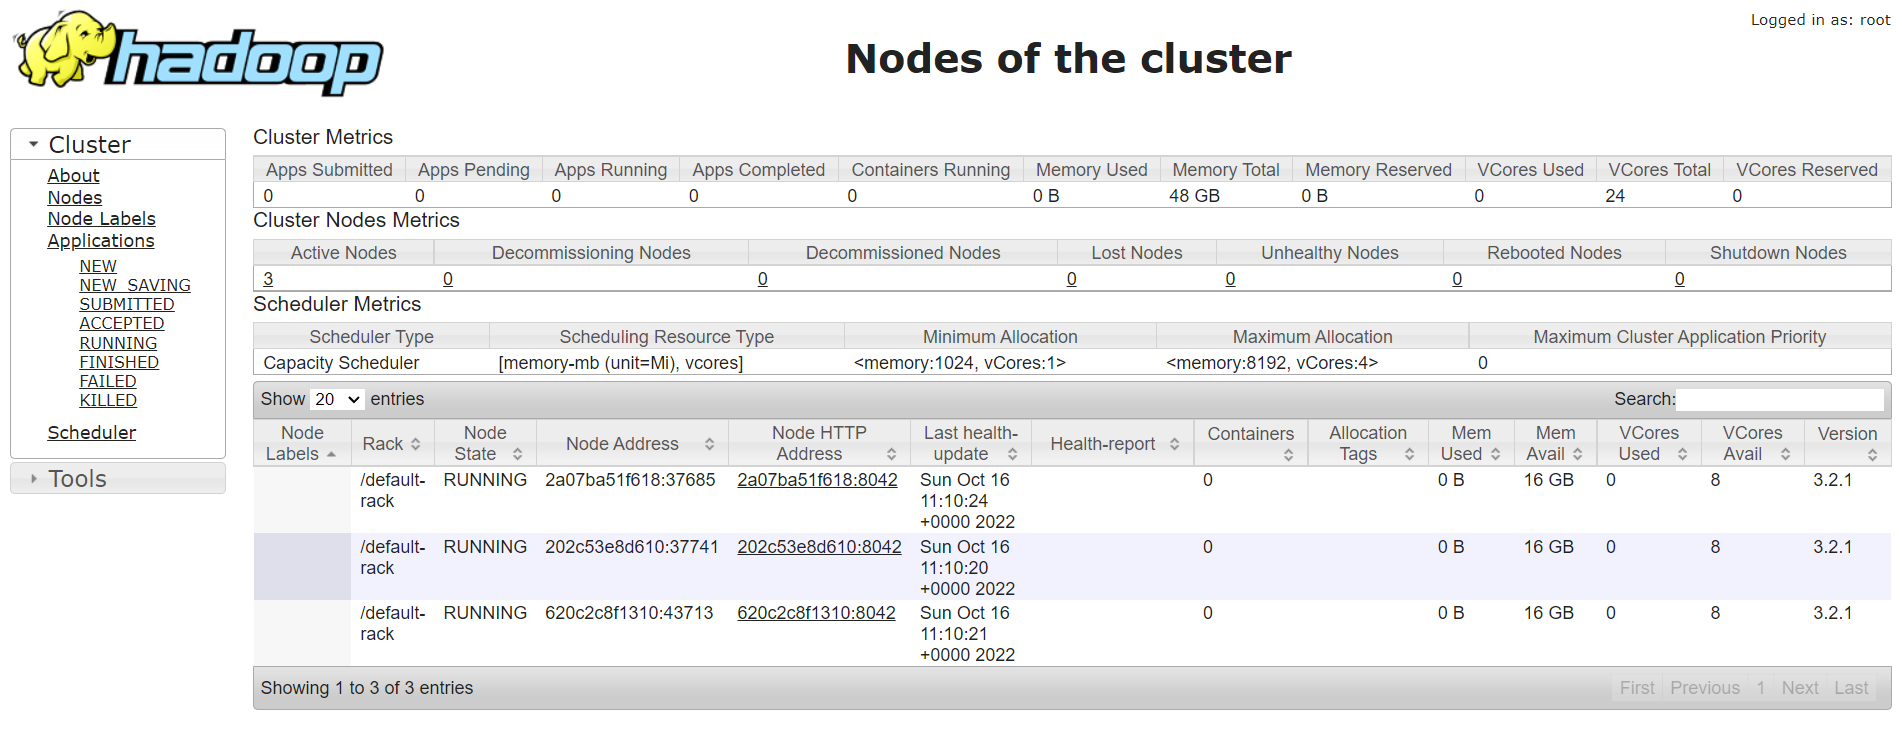 hadoop
Logged in as: root
Nodes of the cluster
Cluster
About
Nodes
Node Labels
Applications
NEW
NEW_SAVING
SUBMITTED
ACCEPTED
RUNNING
FINISHED
FAILED
KILLED
Scheduler
Tools
Cluster Metrics
Apps Submitted Apps Pending Apps Running Apps Completed Containers Running Memory Used Memory Total Memory Reserved VCores Used VCores Total VCores Reserved
0 0 0 0 0 0 B 48 GB 0 B 0 24 0
Cluster Nodes Metrics
Active Nodes Decommissioning Nodes Decommissioned Nodes Lost Nodes Unhealthy Nodes Rebooted Nodes Shutdown Nodes
3 0 0 0 0 0 0
Scheduler Metrics
Scheduler Type Scheduling Resource Type Minimum Allocation Maximum Allocation Maximum Cluster Application Priority
Capacity Scheduler [memory-mb (unit=Mi), vcores] <memory:1024, vCores:1> <memory:8192, vCores:4> 0
Show 20 entries Search:
Node Labels Rack Node State Node Address Node HTTP Address Last health-update Health-report Containers Allocation Tags Mem Used Mem Avail VCores Used VCores Avail Version
/default- RUNNING 2a07ba51f618:37685 2a07ba51f618:8042 Sun Oct 16 0 0 B 16 GB 0 8 3.2.1
rack 11:10:24
+0000 2022
/default- RUNNING 202c53e8d610:37741 202c53e8d610:8042 Sun Oct 16 0 0 B 16 GB 0 8 3.2.1
rack 11:10:20
+0000 2022
/default- RUNNING 620c2c8f1310:43713 620c2c8f1310:8042 Sun Oct 16 0 0 B 16 GB 0 8 3.2.1
rack 11:10:21
+0000 2022
Showing 1 to 3 of 3 entries First Previous 1 Next Last